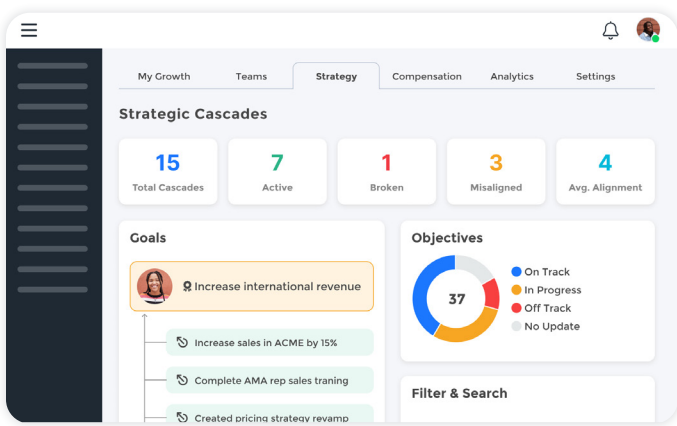 My Growth
Teams
Strategy
Compensation
Analytics
Settings
Strategic Cascades
15
Total Cascades
7
Active
1
Broken
3
Misaligned
4
Avg. Alignment
Goals
Increase international revenue
Increase sales in ACME by 15%
Complete AMA rep sales traning
Created pricing strategy revamp
Objectives
37
On Track
In Progress
Off Track
No Update
Filter & Search